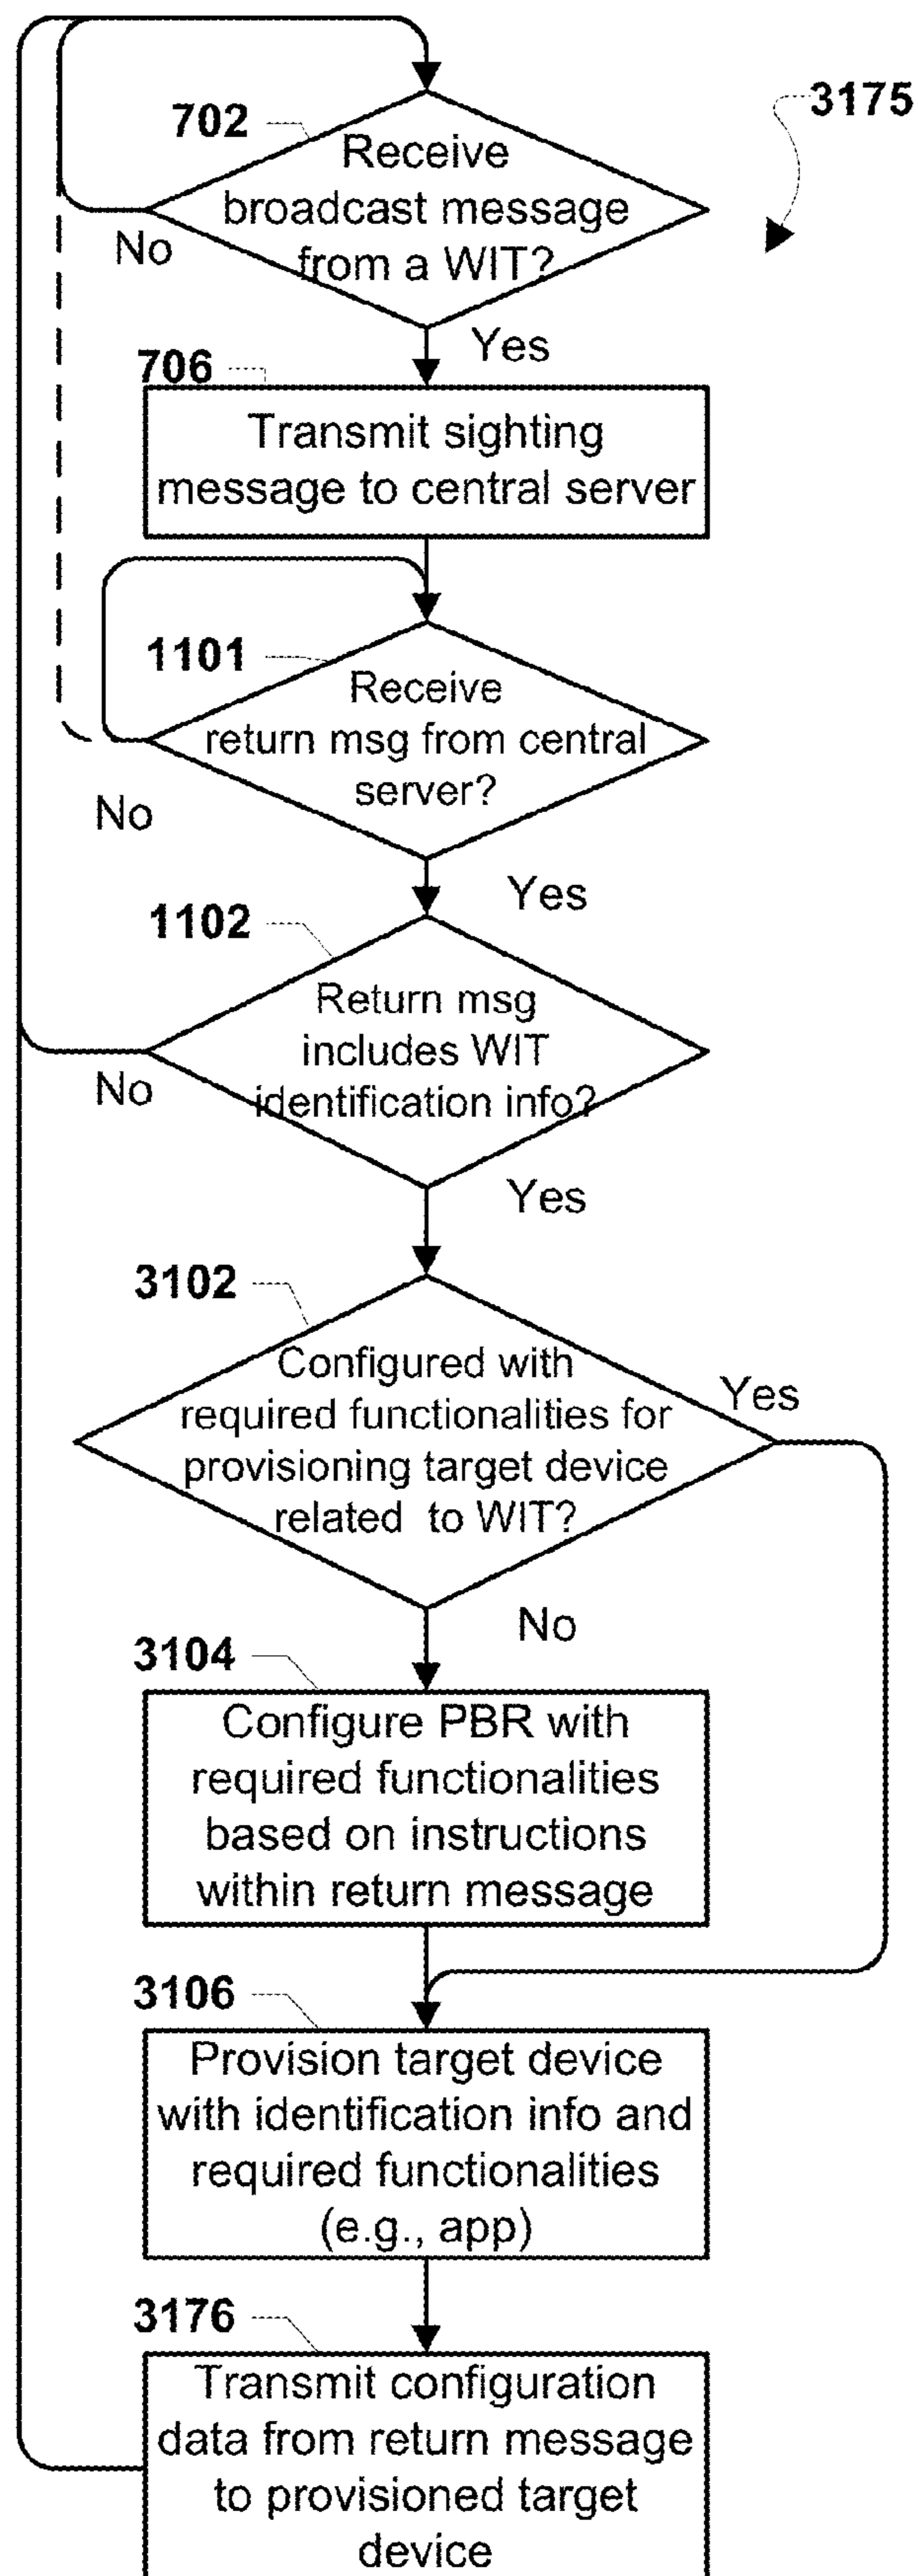 3175
702
Receive
broadcast message
from a WIT?
No
Yes
706
Transmit sighting
message to central server
1101
Receive
return msg from central
server?
No
Yes
1102
Return msg
includes WIT
identification info?
No
Yes
3102
Configured with
required functionalities for
provisioning target device
related to WIT?
Yes
No
3104
Configure PBR with
required functionalities
based on instructions
within return message
3106
Provision target device
with identification info and
required functionalities
(e.g., app)
3176
Transmit configuration
data from return message
to provisioned target
device